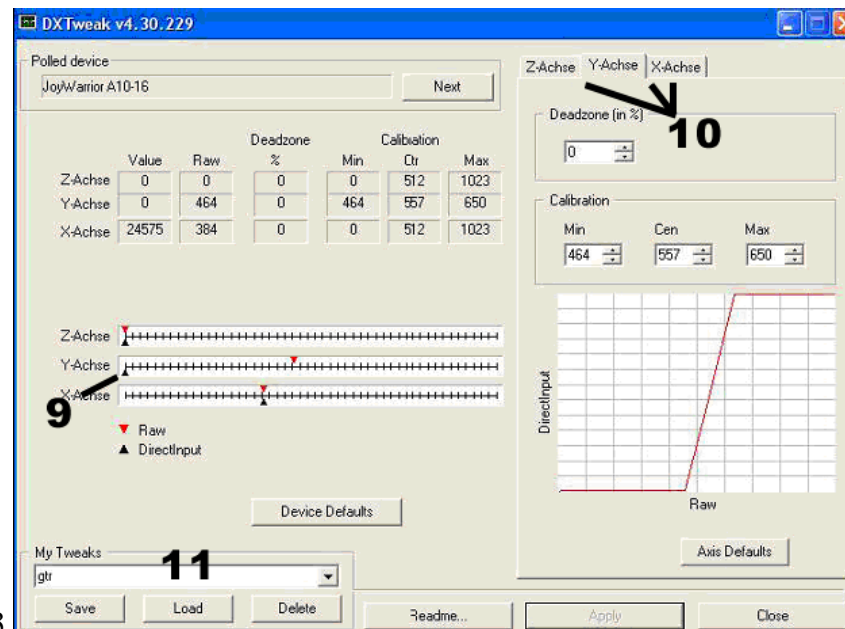 DXTweak v4.30.229
Polled device
JoyWarrior A10-16 Next
Deadzone Calibration
Value Raw % Min Ctr Max
Z-Achse 0 0 0 0 512 1023
Y-Achse 0 464 0 464 557 650
X-Achse 24575 384 0 0 512 1023
Z-Achse
Y-Achse
X-Achse
9
Raw
DirectInput
Device Defaults
My Tweaks
11
gtr
Save Load Delete
Z-Achse Y-Achse X-Achse
10
Deadzone (in %)
0
Calibration
Min Cen Max
464 557 650
DirectInput
Raw
Axis Defaults
Readme... Apply Close